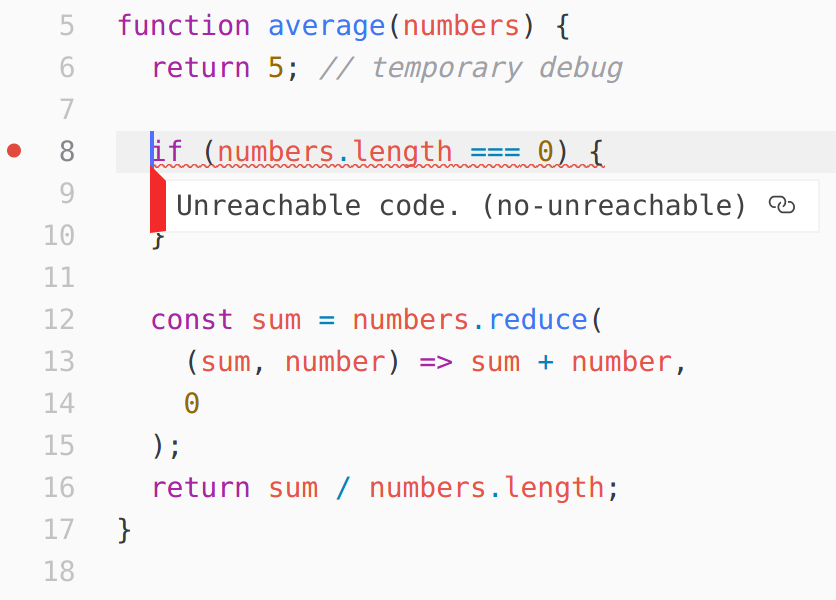 5 function average(numbers) {
6 return 5; // temporary debug
7
8 if (numbers.length === 0) {
9 Unreachable code. (no-unreachable)
10 }
11
12 const sum = numbers.reduce(
13 (sum, number) => sum + number,
14 0
15 );
16 return sum / numbers.length;
17 }
18